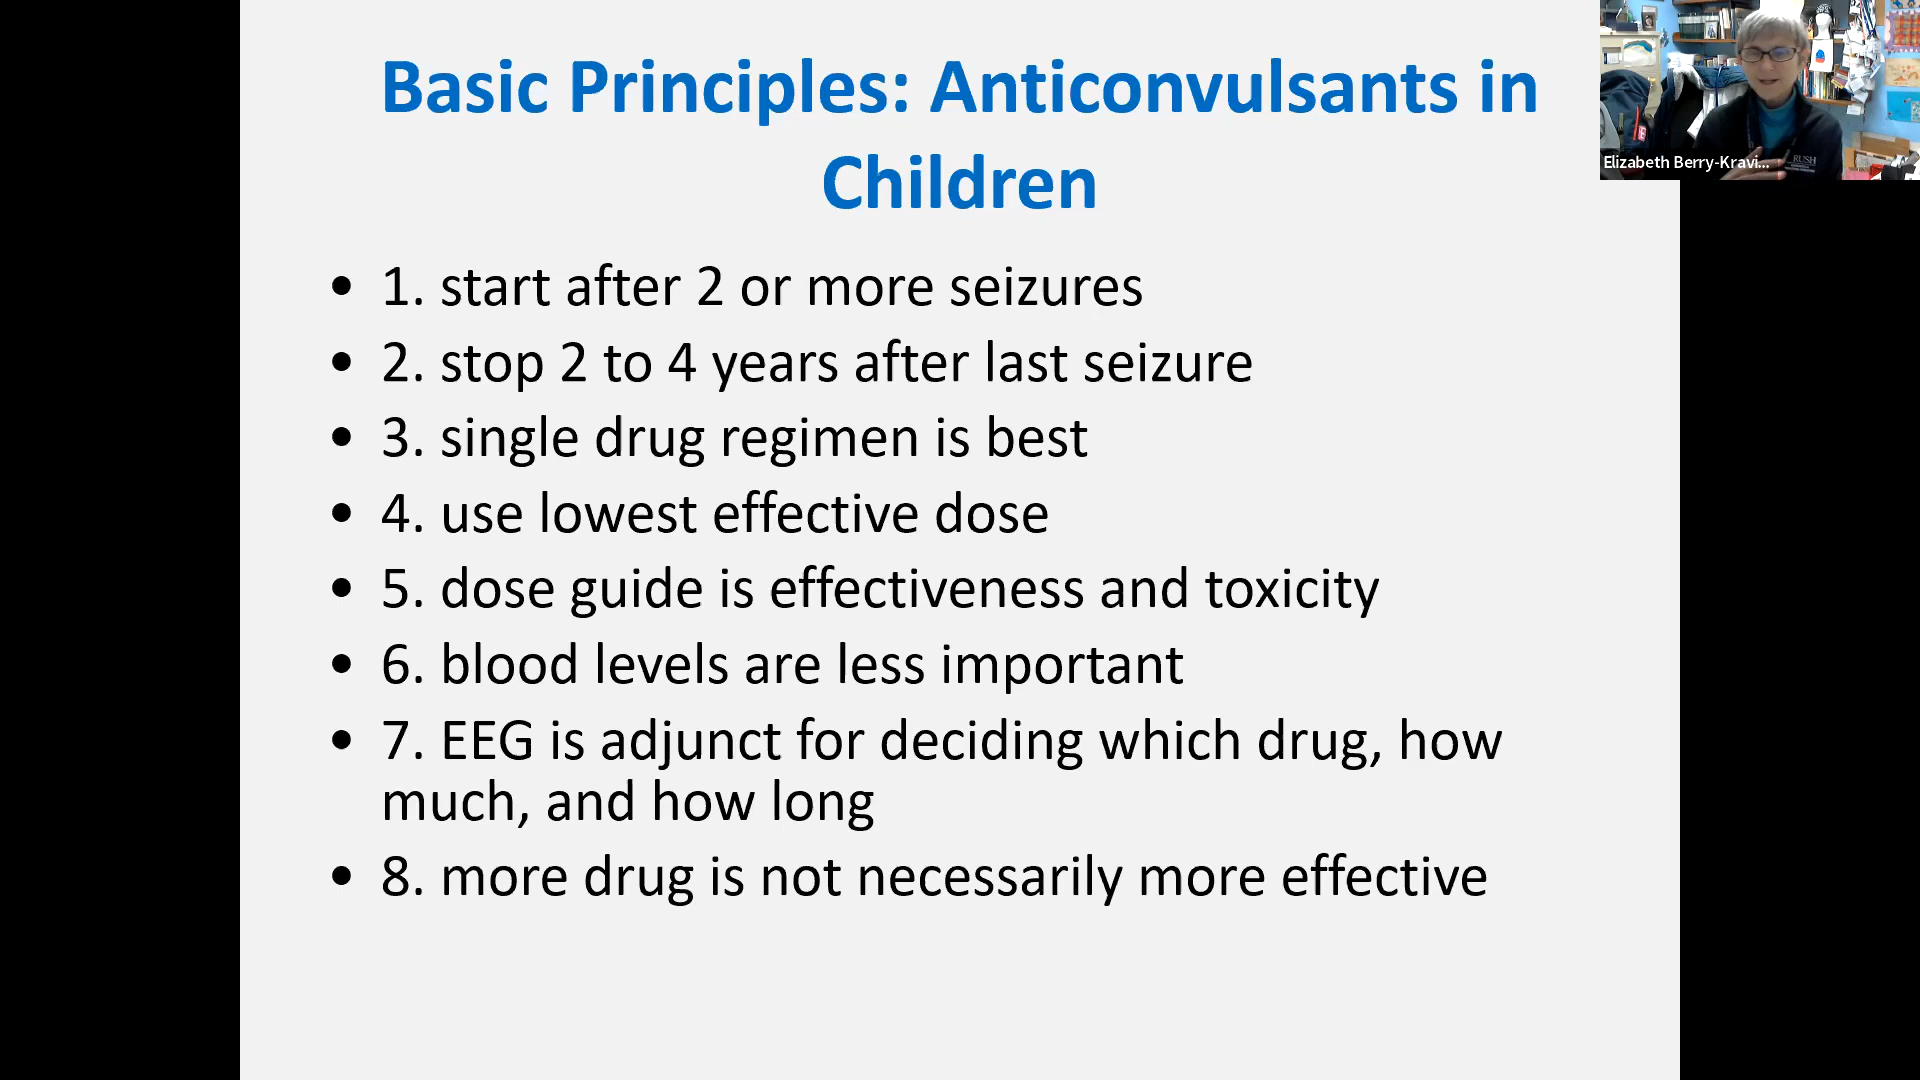 Basic Principles: Anticonvulsants in
Children
• 1. start after 2 or more seizures
• 2. stop 2 to 4 years after last seizure
• 3. single drug regimen is best
• 4. use lowest effective dose
• 5. dose guide is effectiveness and toxicity
• 6. blood levels are less important
• 7. EEG is adjunct for deciding which drug, how
much, and how long
• 8. more drug is not necessarily more effective
Elizabeth Berry-Kravi...
RUSH